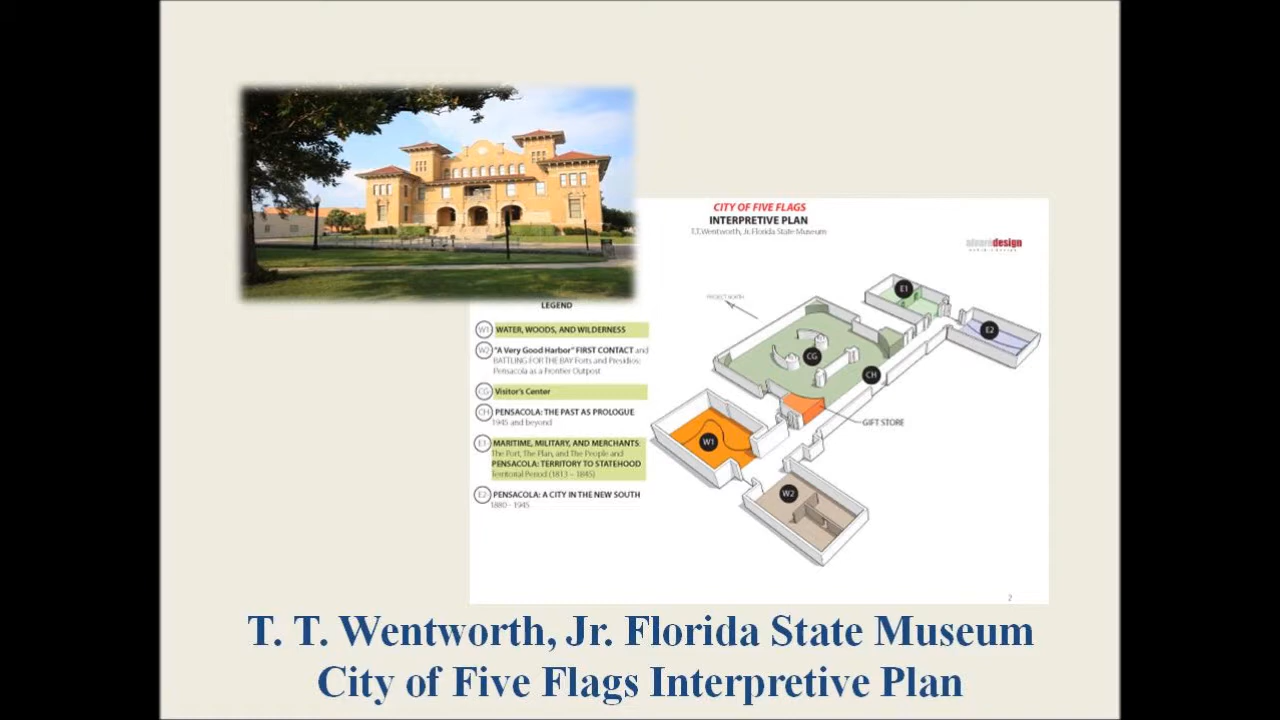 CITY OF FIVE FLAGS
INTERPRETIVE PLAN
T.T.Wentworth, Jr. Florida State Museum
design
PROJECT NORTH
LEGEND
W1 WATER, WOODS, AND WILDERNESS
W2 "A Very Good Harbor" FIRST CONTACT and
BATTLING FOR THE BAY Forts and Presidios:
Pensacola as a Frontier Outpost
CG Visitor's Center
CH PENSACOLA: THE PAST AS PROLOGUE
1945 and beyond
E1 MARITIME, MILITARY, AND MERCHANTS:
The Port, The Plan, and The People and
PENSACOLA: TERRITORY TO STATEHOOD
Territorial Period (1813 – 1845)
E2 PENSACOLA: A CITY IN THE NEW SOUTH
1880 - 1945
E1
E2
CG
CH
GIFT STORE
W1
W2
2
T. T. Wentworth, Jr. Florida State Museum
City of Five Flags Interpretive Plan